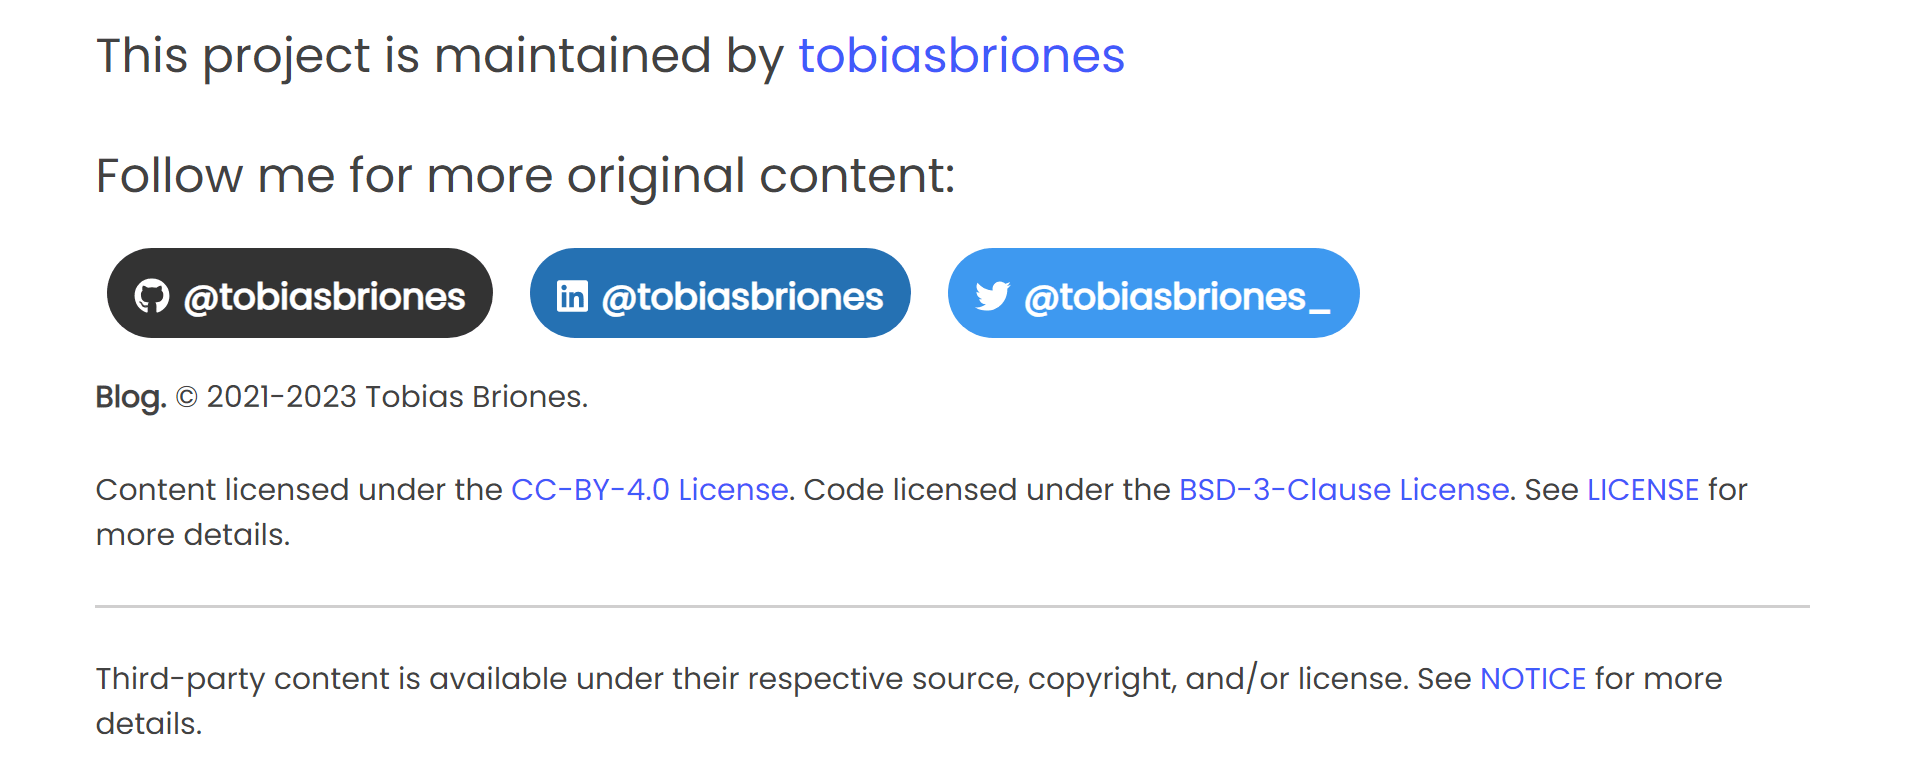 This project is maintained by tobiasbriones
Follow me for more original content:
@tobiasbriones @tobiasbriones @tobiasbriones_
Blog. © 2021-2023 Tobias Briones.
Content licensed under the CC-BY-4.0 License. Code licensed under the BSD-3-Clause License. See LICENSE for
more details.
Third-party content is available under their respective source, copyright, and/or license. See NOTICE for more
details.